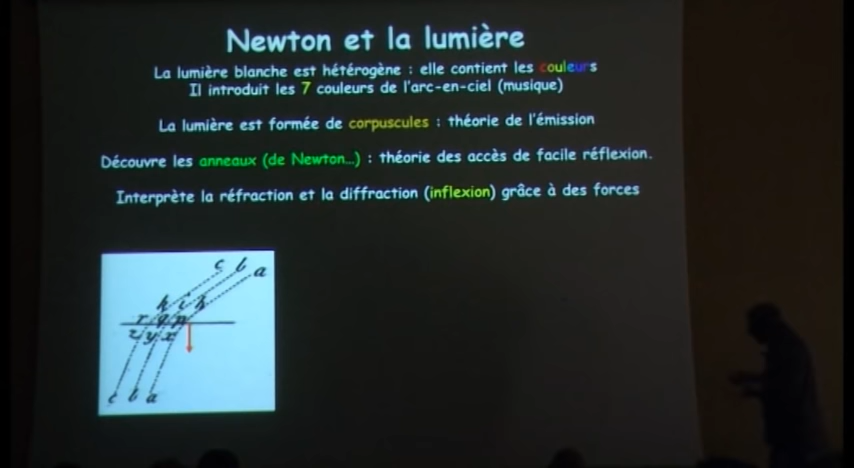 Newton et la lumière
La lumière blanche est hétérogène : elle contient les couleurs
Il introduit les 7 couleurs de l'arc-en-ciel (musique)
La lumière est formée de corpuscules : théorie de l'émission
Découvre les anneaux (de Newton...) : théorie des accès de facile réflexion.
Interprète la réfraction et la diffraction (inflexion) grâce à des forces
c b a
k i h
r q p
z y x
c b a